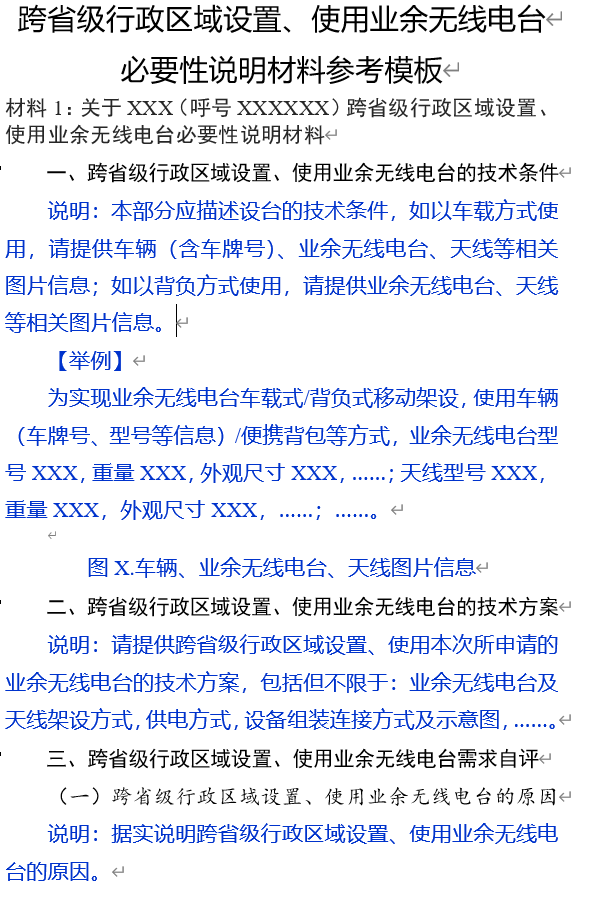 跨省级行政区域设置、使用业余无线电台
必要性说明材料参考模板
材料 1：关于 XXX（呼号 XXXXXX）跨省级行政区域设置、
使用业余无线电台必要性说明材料
一、跨省级行政区域设置、使用业余无线电台的技术条件
说明：本部分应描述设台的技术条件，如以车载方式使
用，请提供车辆（含车牌号）、业余无线电台、天线等相关
图片信息；如以背负方式使用，请提供业余无线电台、天线
等相关图片信息。
【举例】
为实现业余无线电台车载式/背负式移动架设，使用车辆
（车牌号、型号等信息）/便携背包等方式，业余无线电台型
号 XXX，重量 XXX，外观尺寸 XXX，……；天线型号 XXX，
重量 XXX，外观尺寸 XXX，……；……。
图 X.车辆、业余无线电台、天线图片信息
二、跨省级行政区域设置、使用业余无线电台的技术方案
说明：请提供跨省级行政区域设置、使用本次所申请的
业余无线电台的技术方案，包括但不限于：业余无线电台及
天线架设方式，供电方式，设备组装连接方式及示意图，……。
三、跨省级行政区域设置、使用业余无线电台需求自评
（一）跨省级行政区域设置、使用业余无线电台的原因
说明：据实说明跨省级行政区域设置、使用业余无线电
台的原因。